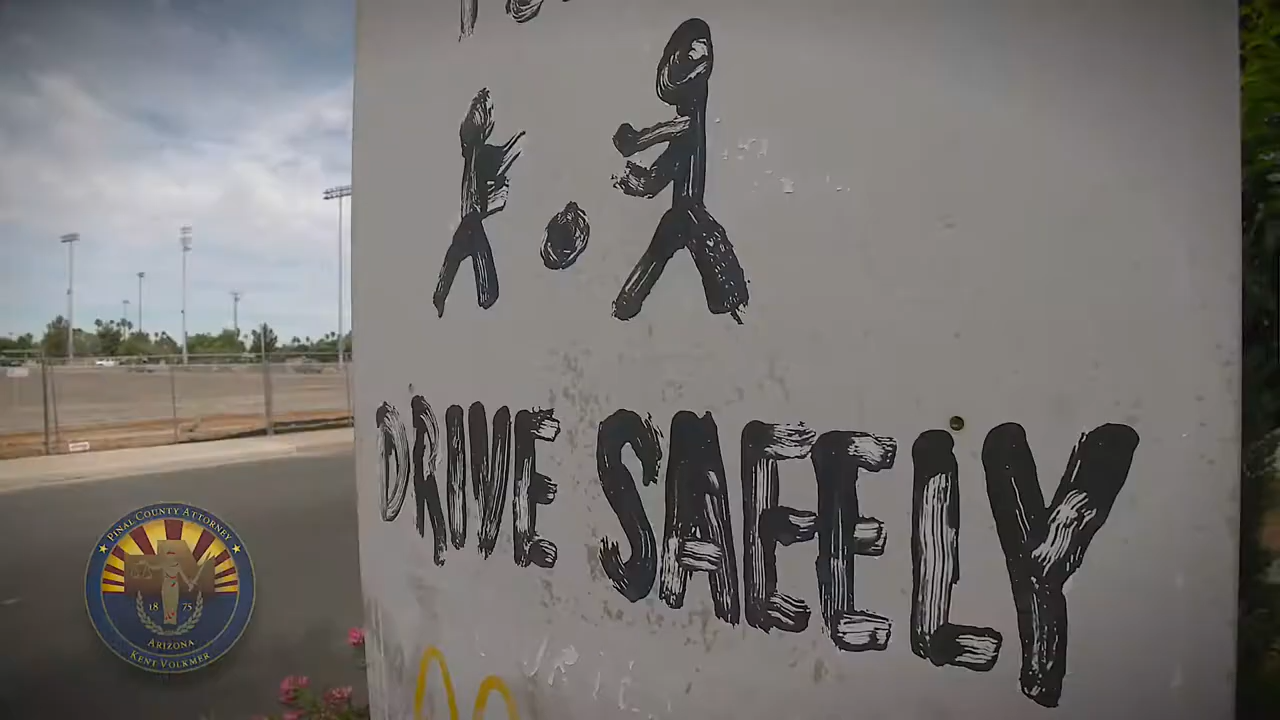 DRIVE SAFELY
PINAL COUNTY ATTORNEY
18 75
ARIZONA
KENT VOLKMER